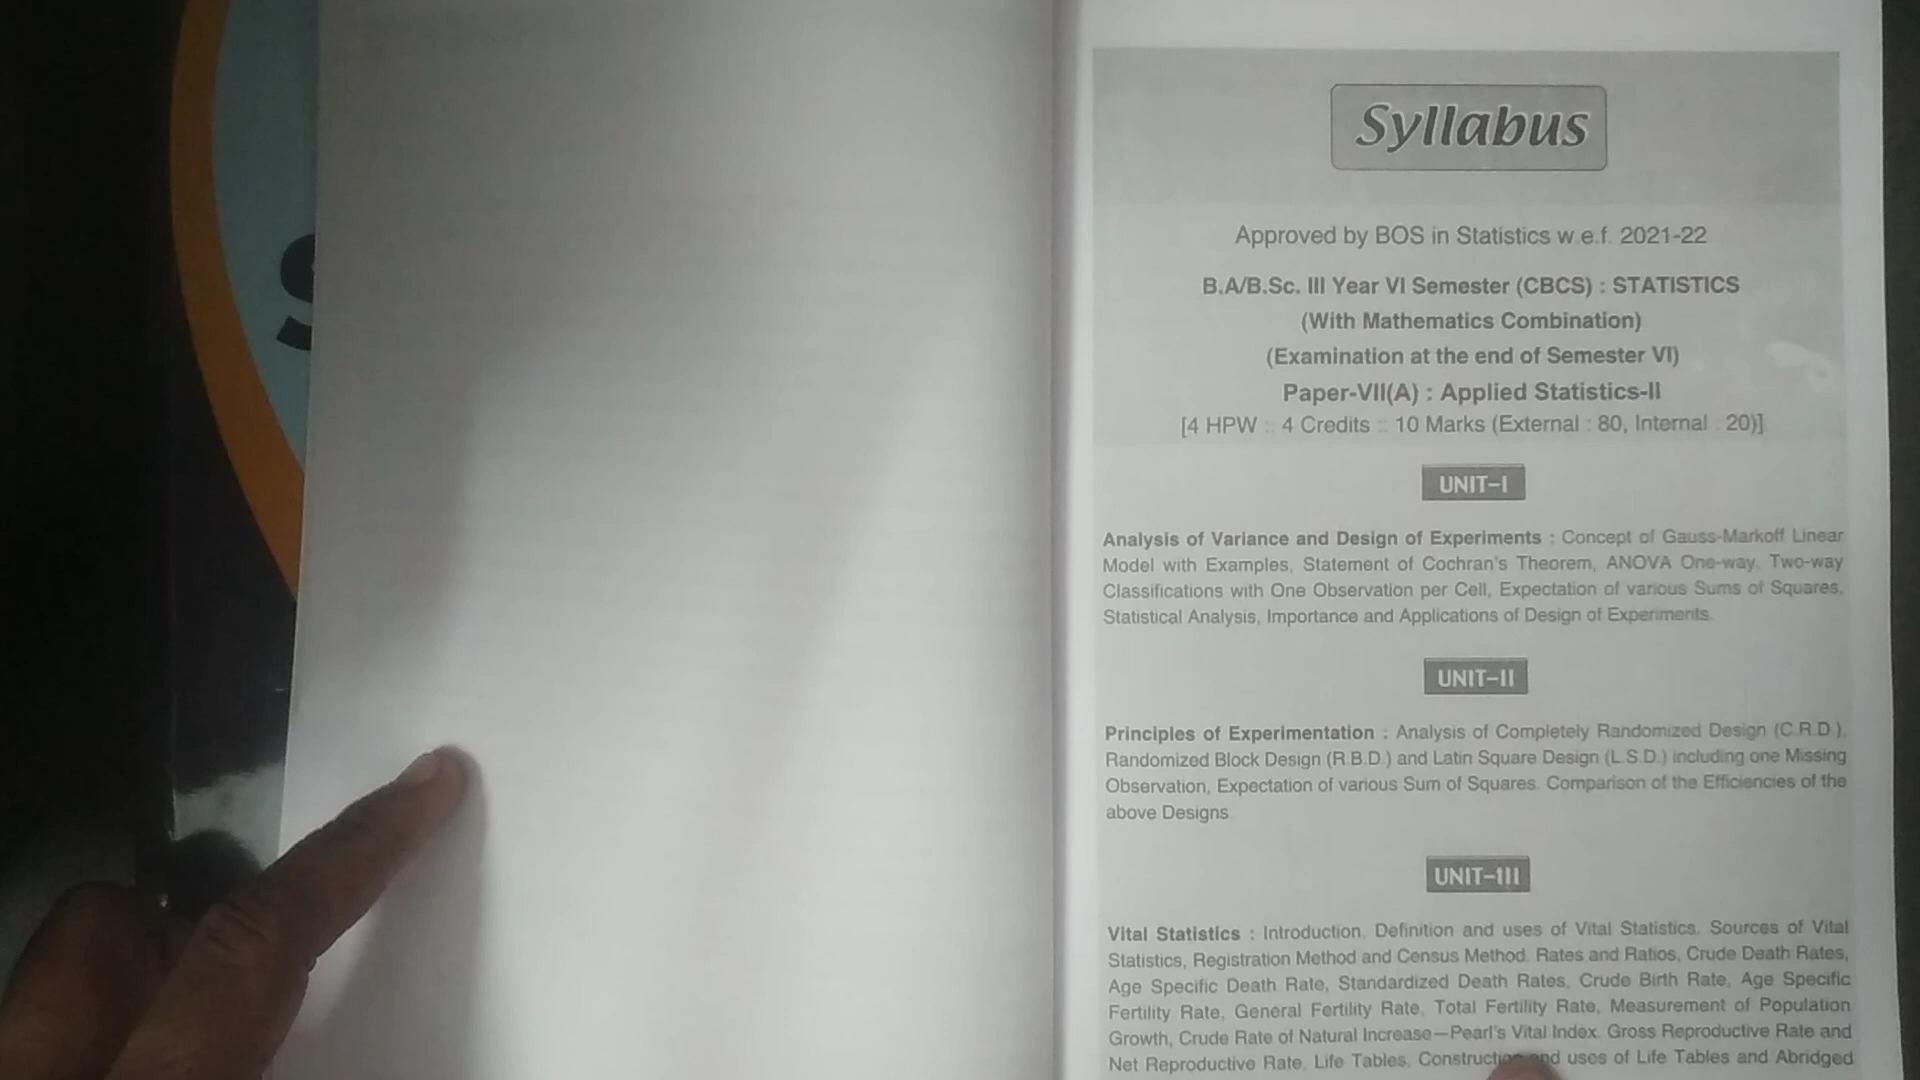 S
Syllabus
Approved by BOS in Statistics w.e.f. 2021-22
B.A/B.Sc. III Year VI Semester (CBCS) : STATISTICS
(With Mathematics Combination)
(Examination at the end of Semester VI)
Paper-VII(A) : Applied Statistics-II
[4 HPW :: 4 Credits :: 10 Marks (External : 80, Internal : 20)]
UNIT-I
Analysis of Variance and Design of Experiments : Concept of Gauss-Markoff Linear
Model with Examples, Statement of Cochran's Theorem, ANOVA One-way, Two-way
Classifications with One Observation per Cell, Expectation of various Sums of Squares,
Statistical Analysis, Importance and Applications of Design of Experiments.
UNIT-II
Principles of Experimentation : Analysis of Completely Randomized Design (C.R.D.),
Randomized Block Design (R.B.D.) and Latin Square Design (L.S.D.) including one Missing
Observation, Expectation of various Sum of Squares. Comparison of the Efficiencies of the
above Designs.
UNIT-III
Vital Statistics : Introduction, Definition and uses of Vital Statistics. Sources of Vital
Statistics, Registration Method and Census Method. Rates and Ratios, Crude Death Rates,
Age Specific Death Rate, Standardized Death Rates, Crude Birth Rate, Age Specific
Fertility Rate, General Fertility Rate, Total Fertility Rate, Measurement of Population
Growth, Crude Rate of Natural Increase—Pearl's Vital Index. Gross Reproductive Rate and
Net Reproductive Rate, Life Tables, Construction and uses of Life Tables and Abridged